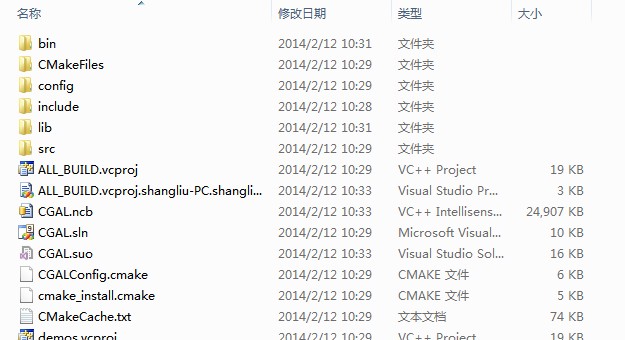 名称 修改日期 类型 大小
bin 2014/2/12 10:31 文件夹
CMakeFiles 2014/2/12 10:29 文件夹
config 2014/2/12 10:29 文件夹
include 2014/2/12 10:28 文件夹
lib 2014/2/12 10:31 文件夹
src 2014/2/12 10:29 文件夹
ALL_BUILD.vcproj 2014/2/12 10:29 VC++ Project 19 KB
ALL_BUILD.vcproj.shangliu-PC.shangli... 2014/2/12 10:33 Visual Studio Pr... 3 KB
CGAL.ncb 2014/2/12 10:33 VC++ Intellisens... 24,907 KB
CGAL.sln 2014/2/12 10:29 Microsoft Visual... 10 KB
CGAL.suo 2014/2/12 10:33 Visual Studio Sol... 16 KB
CGALConfig.cmake 2014/2/12 10:29 CMAKE 文件 6 KB
cmake_install.cmake 2014/2/12 10:29 CMAKE 文件 5 KB
CMakeCache.txt 2014/2/12 10:29 文本文档 74 KB
demos.vcproj 2014/2/12 10:29 VC++ Project 19 KB